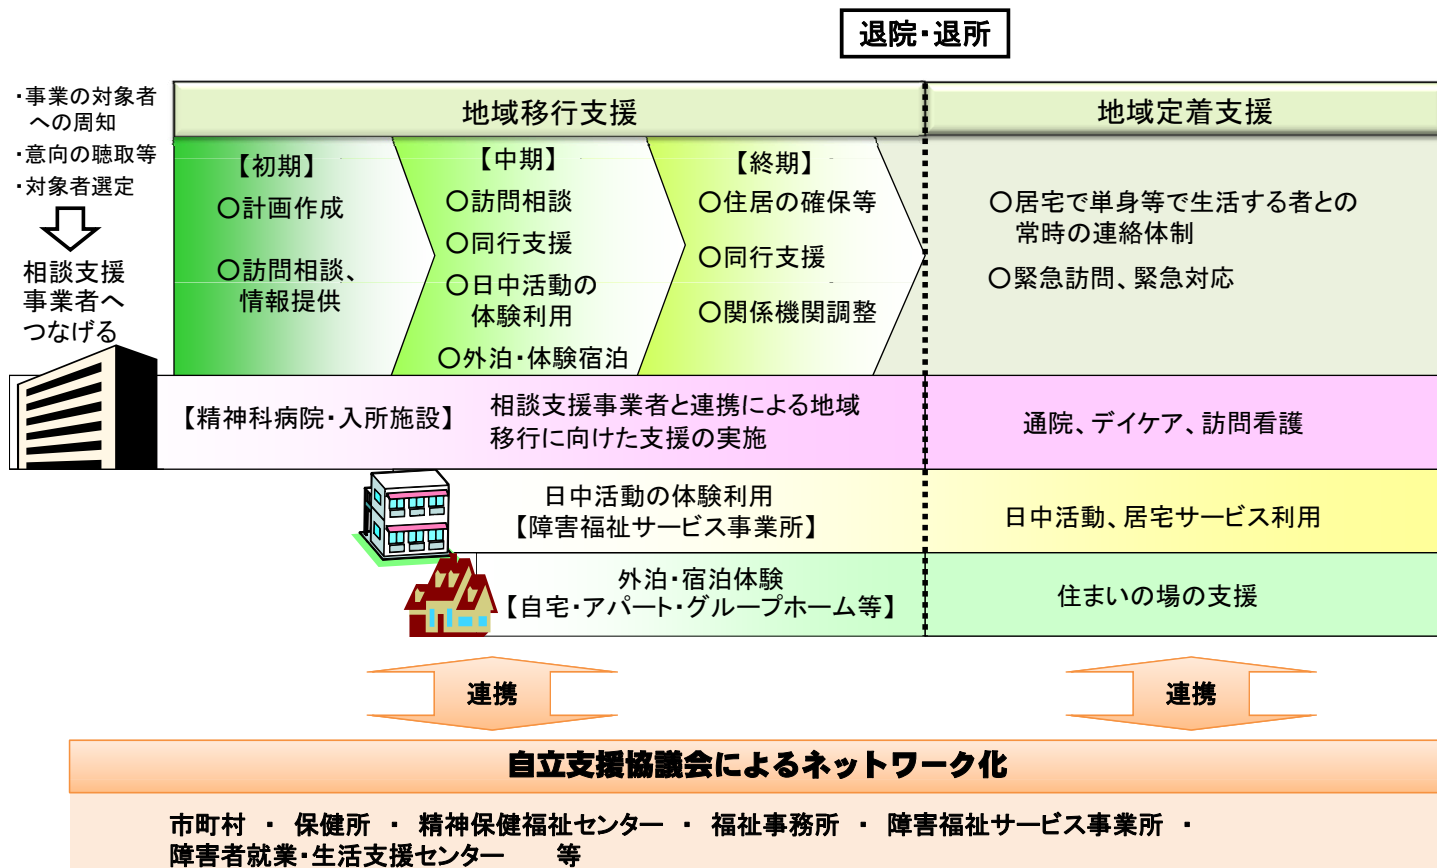 退院・退所
・事業の対象者
への周知
・意向の聴取等
・対象者選定
相談支援
事業者へ
つなげる
地域移行支援
地域定着支援
【初期】
〇計画作成
〇訪問相談、
情報提供
【中期】
〇訪問相談
〇同行支援
〇日中活動の
体験利用
〇外泊・体験宿泊
【終期】
〇住居の確保等
〇同行支援
〇関係機関調整
〇居宅で単身等で生活する者との
常時の連絡体制
〇緊急訪問、緊急対応
【精神科病院・入所施設】
相談支援事業者と連携による地域
移行に向けた支援の実施
通院、デイケア、訪問看護
日中活動の体験利用
【障害福祉サービス事業所】
日中活動、居宅サービス利用
外泊・宿泊体験
【自宅・アパート・グループホーム等】
住まいの場の支援
連携
連携
自立支援協議会によるネットワーク化
市町村 ・ 保健所 ・ 精神保健福祉センター ・ 福祉事務所 ・ 障害福祉サービス事業所 ・
障害者就業・生活支援センター 等